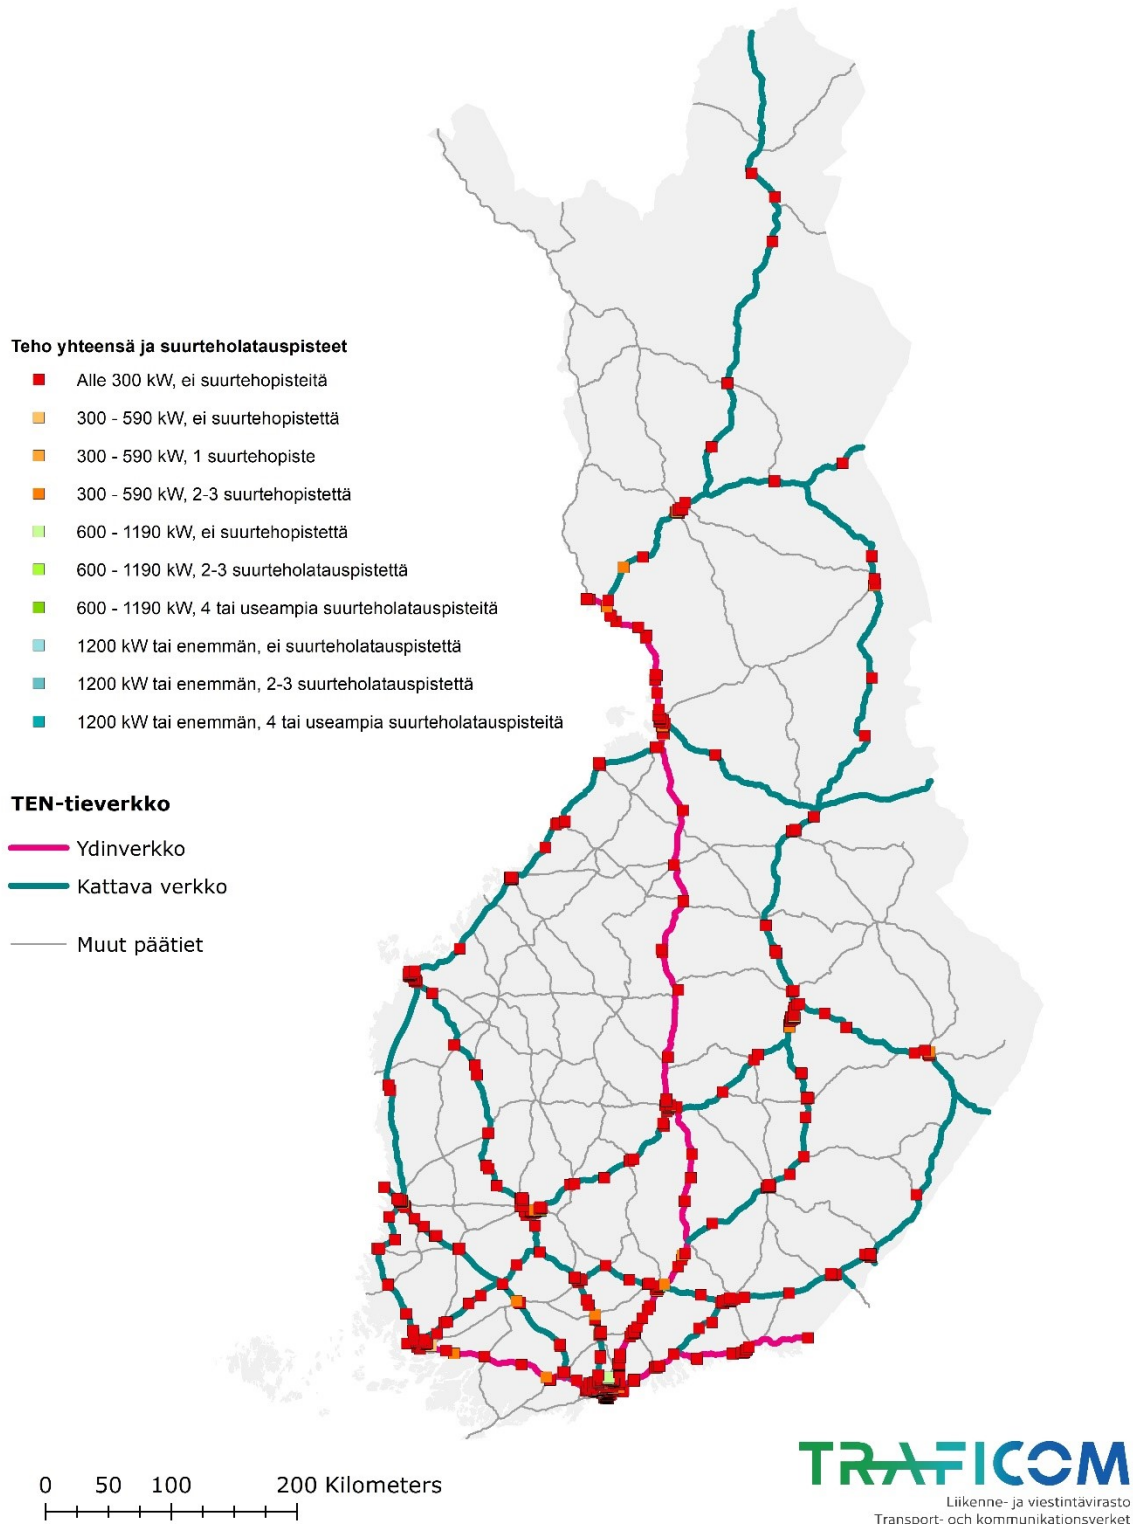 Teho yhteensä ja suurteholatauspisteet
Alle 300 kW, ei suurtehopisteitä
300 - 590 kW, ei suurtehopistettä
300 - 590 kW, 1 suurtehopiste
300 - 590 kW, 2-3 suurtehopistettä
600 - 1190 kW, ei suurtehopistettä
600 - 1190 kW, 2-3 suurteholatauspistettä
600 - 1190 kW, 4 tai useampia suurteholatauspisteitä
1200 kW tai enemmän, ei suurteholatauspistettä
1200 kW tai enemmän, 2-3 suurteholatauspistettä
1200 kW tai enemmän, 4 tai useampia suurteholatauspisteitä
TEN-tieverkko
Ydinverkko
Kattava verkko
Muut päätiet
0 50 100 200 Kilometers
TRAFICOM
Liikenne- ja viestintävirasto
Transport- och kommunikationsverket